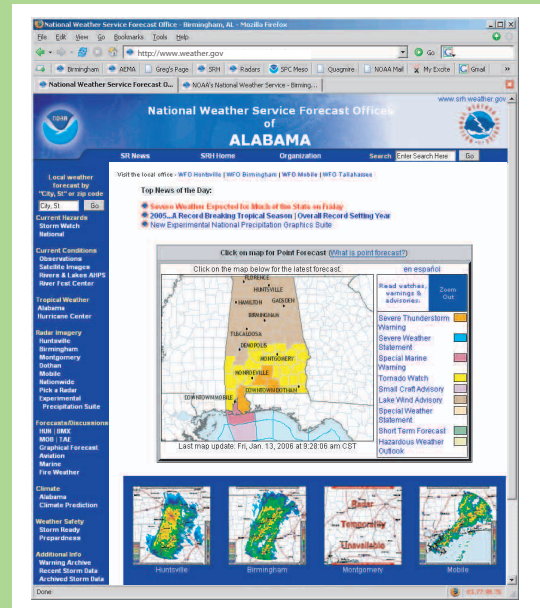 National Weather Service Forecast Office - Birmingham, AL - Mozilla Firefox
File Edit View Go Bookmarks Tools Help
http://www.weather.gov Go
Birmingham AEMA Greg's Page SRH Radars SPC Meso Quagmire NOAA Mail My Excite Gmail
National Weather Service Forecast O... NOAA's National Weather Service - Birming...
www.srh.weather.gov
National Weather Service Forecast Offices
of
ALABAMA
SR News SRH Home Organization Search Enter Search Here Go
Local weather
forecast by
"City, St" or zip code
City, St Go
Current Hazards
Storm Watch
National
Current Conditions
Observations
Satellite Images
Rivers & Lakes AHPS
River Fcst Center
Tropical Weather
Alabama
Hurricane Center
Radar Imagery
Huntsville
Birmingham
Montgomery
Dothan
Mobile
Nationwide
Pick a Radar
Experimental
Precipitation Suite
Forecasts/Discussions
HUN | BMX
MOB | TAE
Graphical Forecast
Aviation
Marine
Fire Weather
Climate
Alabama
Climate Prediction
Weather Safety
Storm Ready
Prepardness
Additional Info
Warning Archive
Recent Storm Data
Archived Storm Data
Visit the local office - WFO Huntsville | WFO Birmingham | WFO Mobile | WFO Tallahassee
Top News of the Day:
Severe Weather Expected for Much of the State on Friday
2005...A Record Breaking Tropical Season | Overall Record Setting Year
New Experimental National Precipitation Graphics Suite
Click on map for Point Forecast (What is point forecast?)
Click on the map below for the latest forecast.
en español
FLORENCE
HUNTSVILLE
HAMILTON GADSDEN
BIRMINGHAM
TUSCALOOSA
DEMOPOLIS
MONTGOMERY
MONROEVILLE
DOWNTOWN MOBILE DOWNTOWN DOTHAN
Last map update: Fri, Jan. 13, 2006 at 9:28:06 am CST
Read watches,
warnings &
advisories.
Zoom
Out
Severe Thunderstorm
Warning
Severe Weather
Statement
Special Marine
Warning
Tornado Watch
Small Craft Advisory
Lake Wind Advisory
Special Weather
Statement
Short Term Forecast
Hazardous Weather
Outlook
Radar
Temporarily
Unavailable
Huntsville Birmingham Montgomery Mobile
Done